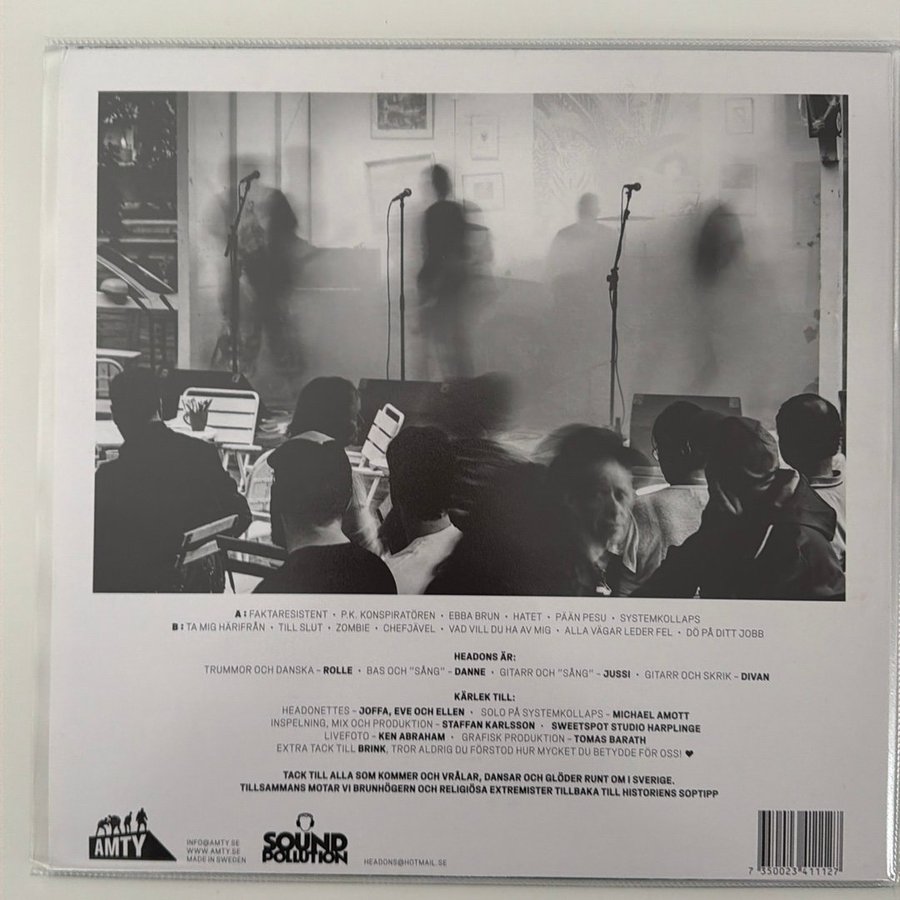 A: FAKTARESISTENT • P.K. KONSPIRATÖREN • EBBA BRUN • HATET • PÄÄN PESU • SYSTEMKOLLAPS
B: TA MIG HÄRIFRÅN • TILL SLUT • ZOMBIE • CHEFJÄVEL • VAD VILL DU HA AV MIG • ALLA VÄGAR LEDER FEL • DÖ PÅ DITT JOBB
HEADONS ÄR:
TRUMMOR OCH DANSKA – ROLLE • BAS OCH "SÅNG" – DANNE • GITARR OCH "SÅNG" – JUSSI • GITARR OCH SKRIK – DIVAN
KÄRLEK TILL:
HEADONETTES – JOFFA, EVE OCH ELLEN • SOLO PÅ SYSTEMKOLLAPS – MICHAEL AMOTT
INSPELNING, MIX OCH PRODUKTION – STAFFAN KARLSSON • SWEETSPOT STUDIO HARPLINGE
LIVEFOTO – KEN ABRAHAM • GRAFISK PRODUKTION – TOMAS BARATH
EXTRA TACK TILL BRINK, TROR ALDRIG DU FÖRSTOD HUR MYCKET DU BETYDDE FÖR OSS! ♥
TACK TILL ALLA SOM KOMMER OCH VRÅLAR, DANSAR OCH GLÖDER RUNT OM I SVERIGE.
TILLSAMMANS MOTAR VI BRUNHÖGERN OCH RELIGIÖSA EXTREMISTER TILLBAKA TILL HISTORIENS SOPTIPP
AMTY
INFO@AMTY.SE
WWW.AMTY.SE
MADE IN SWEDEN
SOUND
POLLUTION
HEADONS@HOTMAIL.SE
7 350023 411127